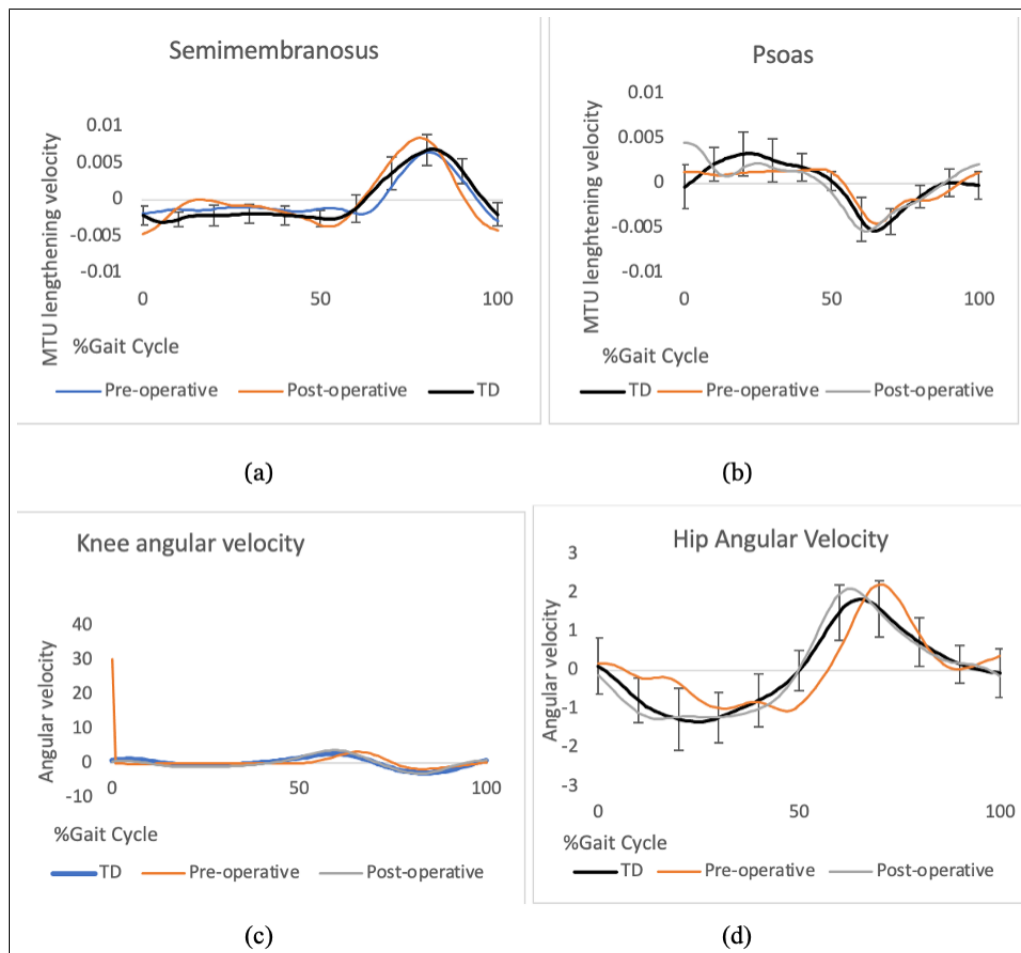 Semimembranosus
MTU lengthening velocity
0.01
0.005
0
-0.005
-0.01
0 50 100
%Gait Cycle
Pre-operative Post-operative TD
(a)
Psoas
MTU lenghtening velocity
0.01
0.005
0
-0.005
-0.01
0 50 100
%Gait Cycle
TD Pre-operative Post-operative
(b)
Knee angular velocity
Angular velocity
40
30
20
10
0
-10
0 50 100
%Gait Cycle
TD Pre-operative Post-operative
(c)
Hip Angular Velocity
Angular velocity
3
2
1
0
-1
-2
-3
0 50 100
%Gait Cycle
TD Pre-operative Post-operative
(d)